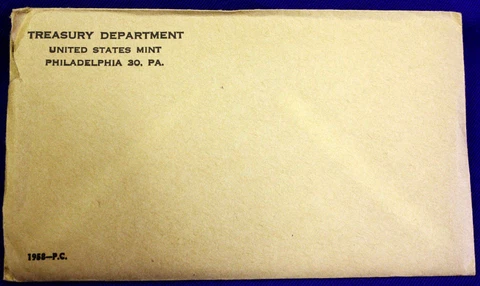 TREASURY DEPARTMENT
UNITED STATES MINT
PHILADELPHIA 30, PA.
1958—P.C.